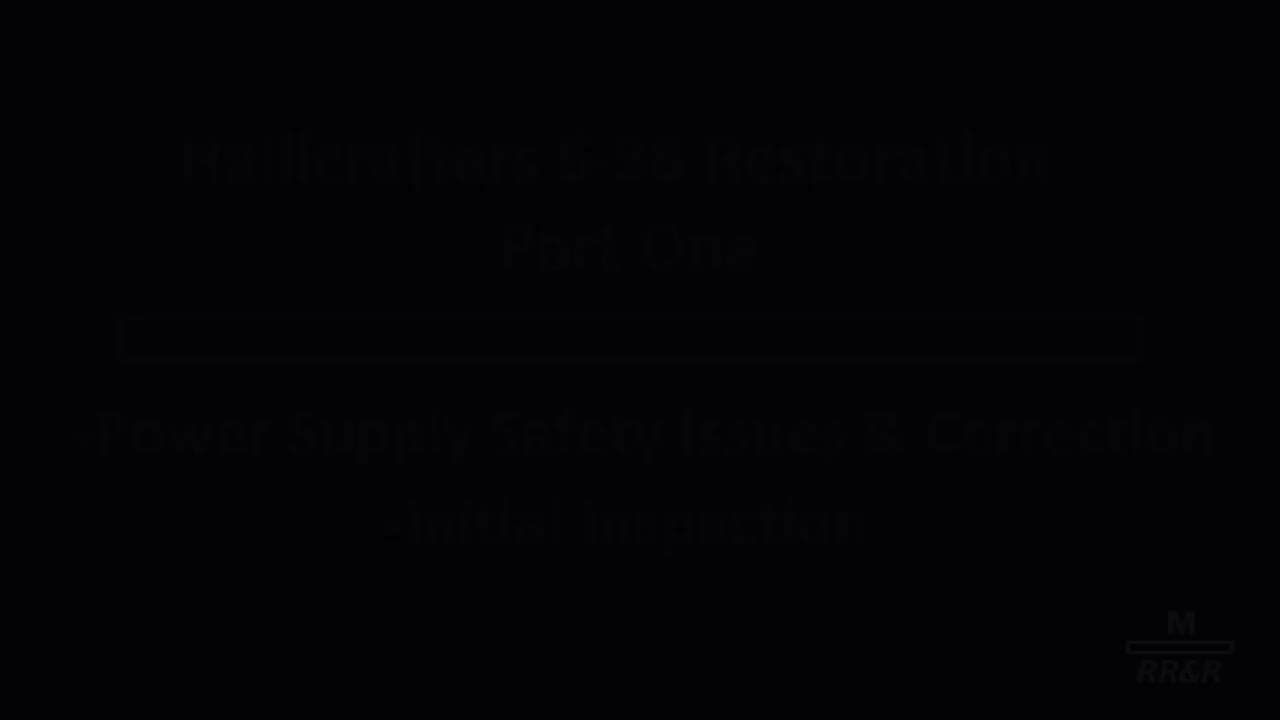 Hallicrafters S-38 Restoration
Part One
-Power Supply Safety Issues & Correction
-Initial Inspection
M
RR&R